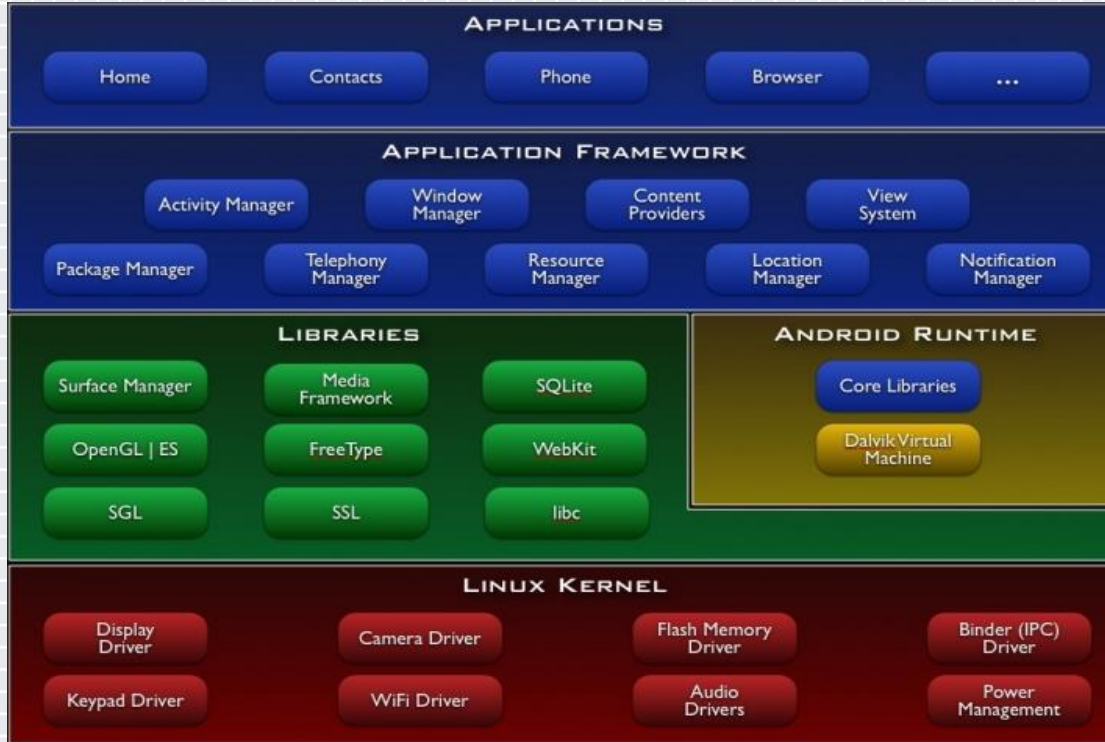 APPLICATIONS
Home
Contacts
Phone
Browser
...
APPLICATION FRAMEWORK
Activity Manager
Window
Manager
Content
Providers
View
System
Package Manager
Telephony
Manager
Resource
Manager
Location
Manager
Notification
Manager
LIBRARIES
Surface Manager
Media
Framework
SQLite
OpenGL | ES
FreeType
WebKit
SGL
SSL
libc
ANDROID RUNTIME
Core Libraries
Dalvik Virtual
Machine
LINUX KERNEL
Display
Driver
Camera Driver
Flash Memory
Driver
Binder (IPC)
Driver
Keypad Driver
WiFi Driver
Audio
Drivers
Power
Management